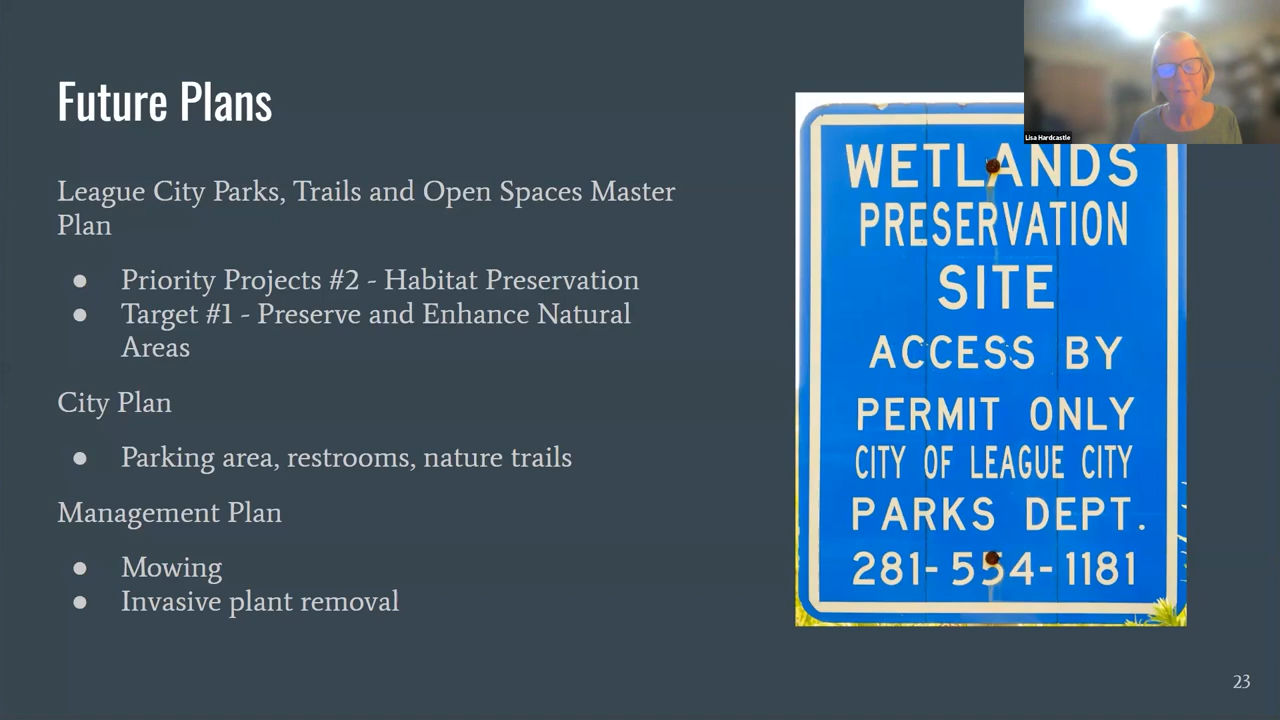 Future Plans
League City Parks, Trails and Open Spaces Master
Plan
● Priority Projects #2 - Habitat Preservation
● Target #1 - Preserve and Enhance Natural
Areas
City Plan
● Parking area, restrooms, nature trails
Management Plan
● Mowing
● Invasive plant removal
Lisa Hardcastle
WETLANDS
PRESERVATION
SITE
ACCESS BY
PERMIT ONLY
CITY OF LEAGUE CITY
PARKS DEPT.
281-554-1181
23